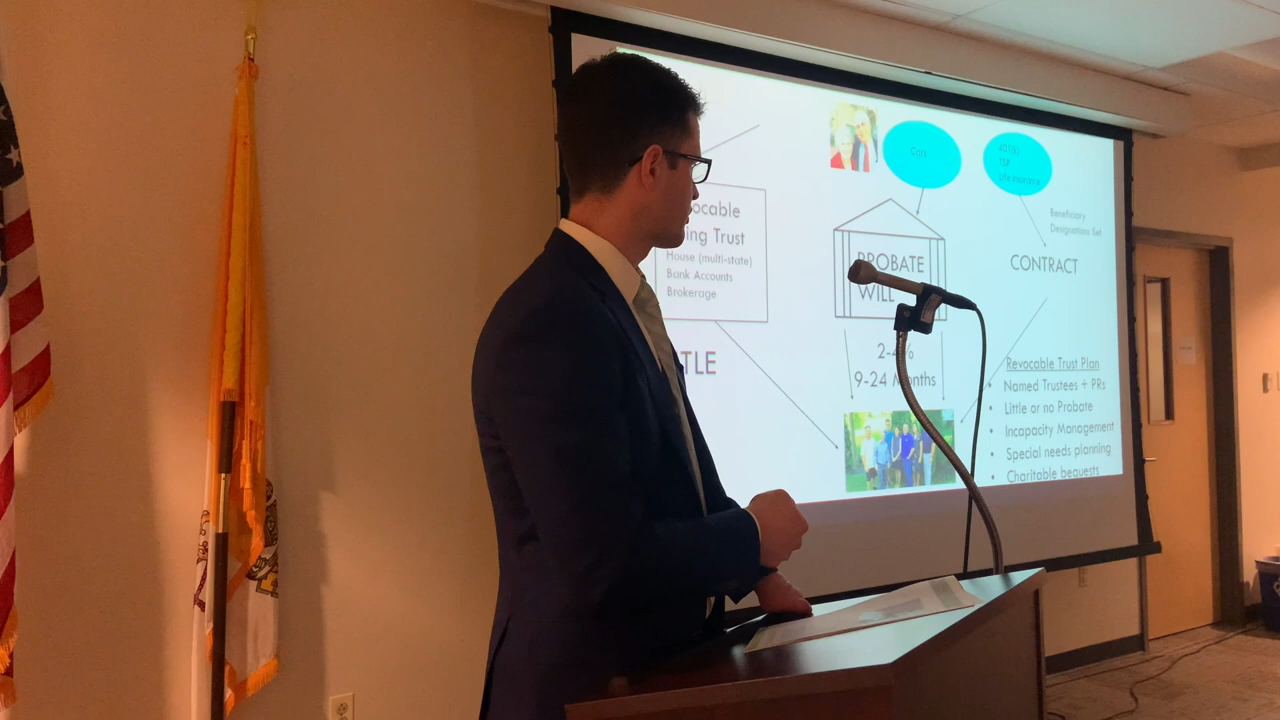 ocable
ing Trust
House (multi-state)
Bank Accounts
Brokerage
TLE
Cars
PROBATE
WILL
9-24 Months
401(k)
TSP
Life Insurance
Beneficiary
Designations Set
CONTRACT
Revocable Trust Plan
• Named Trustees + PRs
• Little or no Probate
• Incapacity Management
• Special needs planning
• Charitable bequests